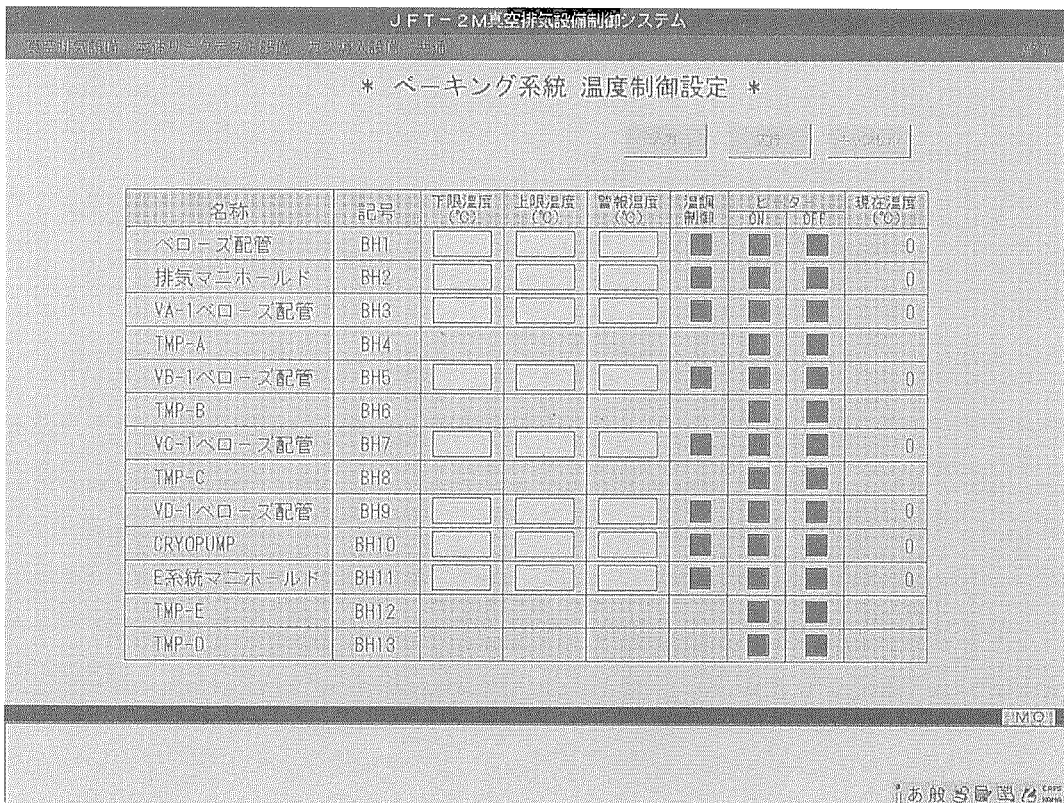 JFT-2M真空排気設備制御システム
* ベーキング系統 温度制御設定 *
名称 記号 下限温度(℃) 上限温度(℃) 警報温度(℃) 温調制御 ヒーター ON OFF 現在温度(℃)
ベローズ配管 BH1 0
排気マニホールド BH2 0
VA-1ベローズ配管 BH3 0
TMP-A BH4
VB-1ベローズ配管 BH5 0
TMP-B BH6
VC-1ベローズ配管 BH7 0
TMP-C BH8
VD-1ベローズ配管 BH9 0
CRYOPUMP BH10 0
E系統マニホールド BH11 0
TMP-E BH12
TMP-D BH13
MO
あ 般